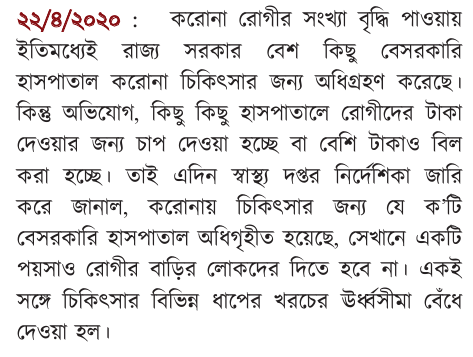 ২২/৪/২০২০ : করোনা রোগীর সংখ্যা বৃদ্ধি পাওয়ায়
ইতিমধ্যেই রাজ্য সরকার বেশ কিছু বেসরকারি
হাসপাতাল করোনা চিকিৎসার জন্য অধিগ্রহণ করেছে।
কিন্তু অভিযোগ, কিছু কিছু হাসপাতালে রোগীদের টাকা
দেওয়ার জন্য চাপ দেওয়া হচ্ছে বা বেশি টাকাও বিল
করা হচ্ছে। তাই এদিন স্বাস্থ্য দপ্তর নির্দেশিকা জারি
করে জানাল, করোনায় চিকিৎসার জন্য যে ক'টি
বেসরকারি হাসপাতাল অধিগৃহীত হয়েছে, সেখানে একটি
পয়সাও রোগীর বাড়ির লোকদের দিতে হবে না। একই
সঙ্গে চিকিৎসার বিভিন্ন ধাপের খরচের ঊর্ধ্বসীমা বেঁধে
দেওয়া হল।